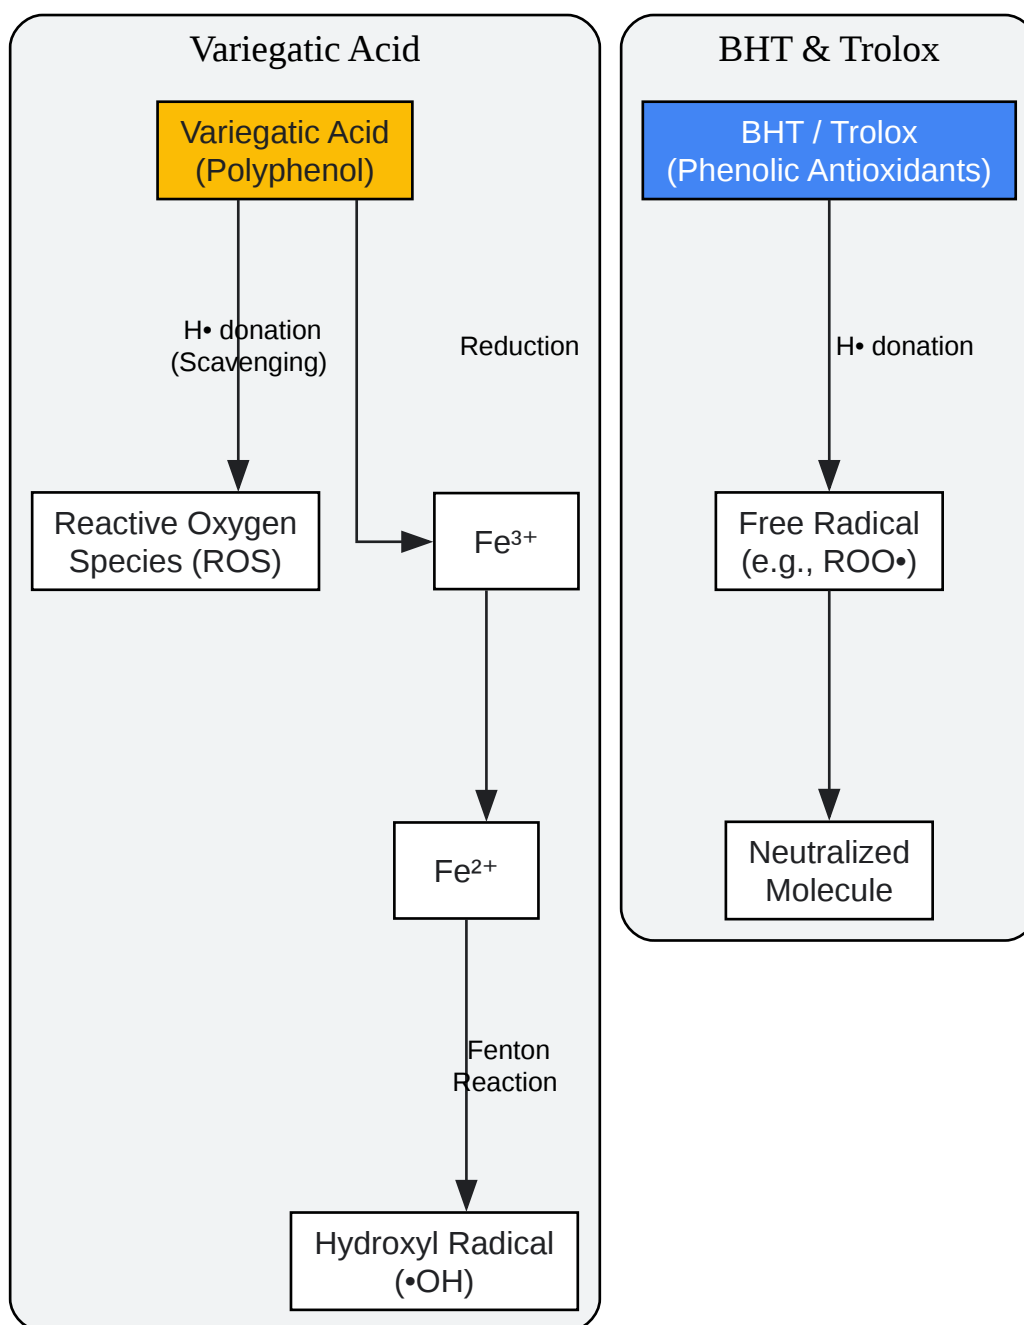 Variegatic Acid
Variegatic Acid
(Polyphenol)
H• donation
(Scavenging)
Reduction
Reactive Oxygen
Species (ROS)
Fe³⁺
Fe²⁺
Fenton
Reaction
Hydroxyl Radical
(•OH)
BHT & Trolox
BHT / Trolox
(Phenolic Antioxidants)
H• donation
Free Radical
(e.g., ROO•)
Neutralized
Molecule